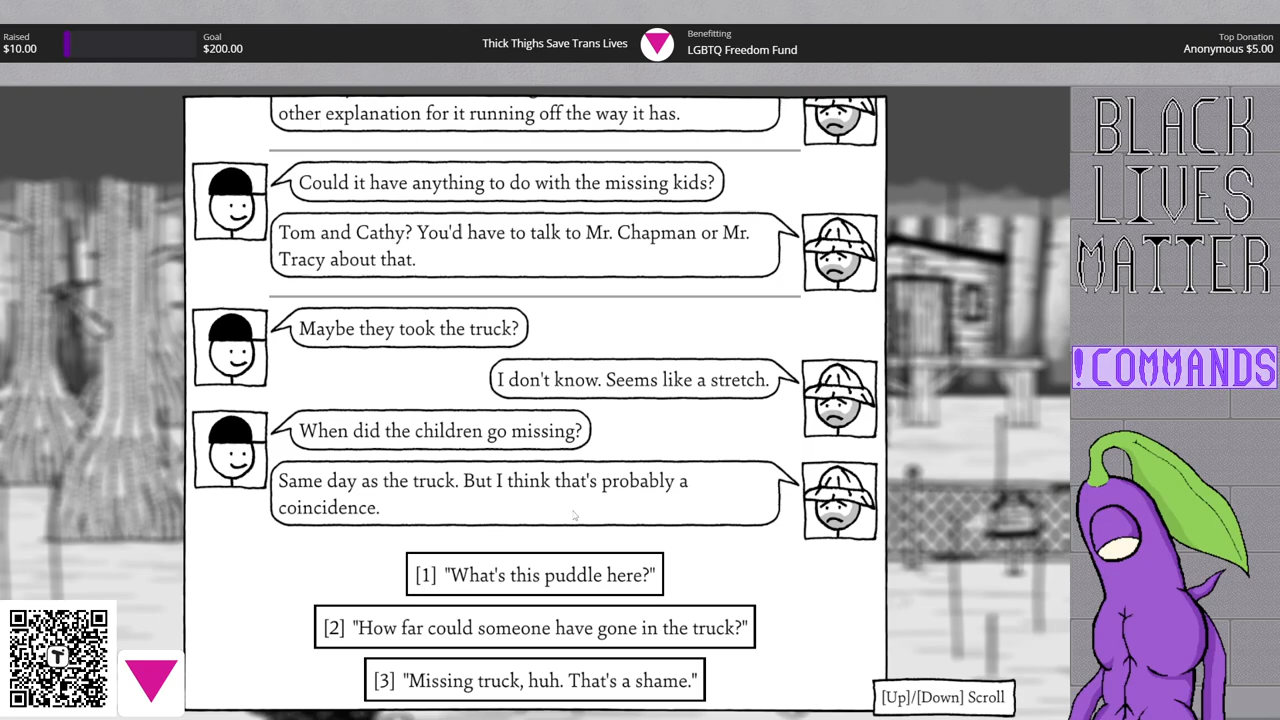 Raised
$10.00
Goal
$200.00
Thick Thighs Save Trans Lives
Benefitting
LGBTQ Freedom Fund
Top Donation
Anonymous $5.00
other explanation for it running off the way it has.
Could it have anything to do with the missing kids?
Tom and Cathy? You'd have to talk to Mr. Chapman or Mr.
Tracy about that.
Maybe they took the truck?
I don't know. Seems like a stretch.
When did the children go missing?
Same day as the truck. But I think that's probably a
coincidence.
[1] "What's this puddle here?"
[2] "How far could someone have gone in the truck?"
[3] "Missing truck, huh. That's a shame."
[Up]/[Down] Scroll
BLACK
LIVES
MATTER
!COMMANDS
T